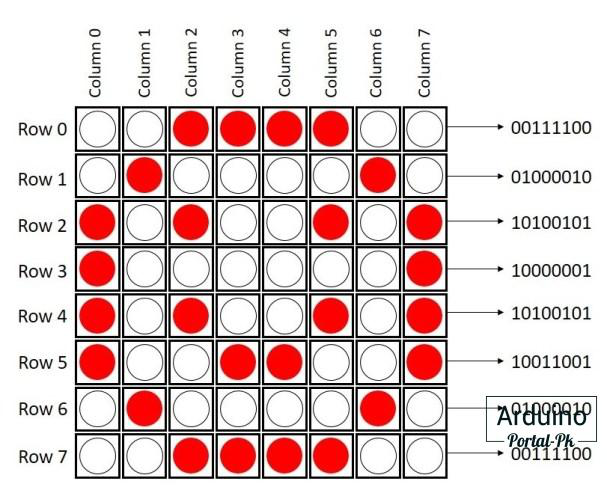 Column 0
Column 1
Column 2
Column 3
Column 4
Column 5
Column 6
Column 7
Row 0 00111100
Row 1 01000010
Row 2 10100101
Row 3 10000001
Row 4 10100101
Row 5 10011001
Row 6 01000010
Arduino
Portal-Pk
Row 7 00111100